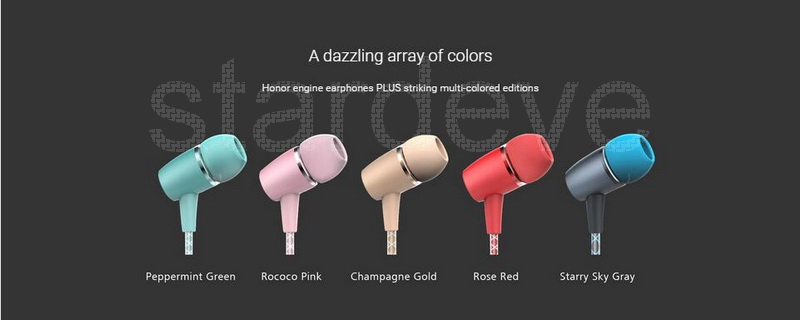 A dazzling array of colors
Honor engine earphones PLUS striking multi-colored editions
stardeve
Peppermint Green Rococo Pink Champagne Gold Rose Red Starry Sky Gray